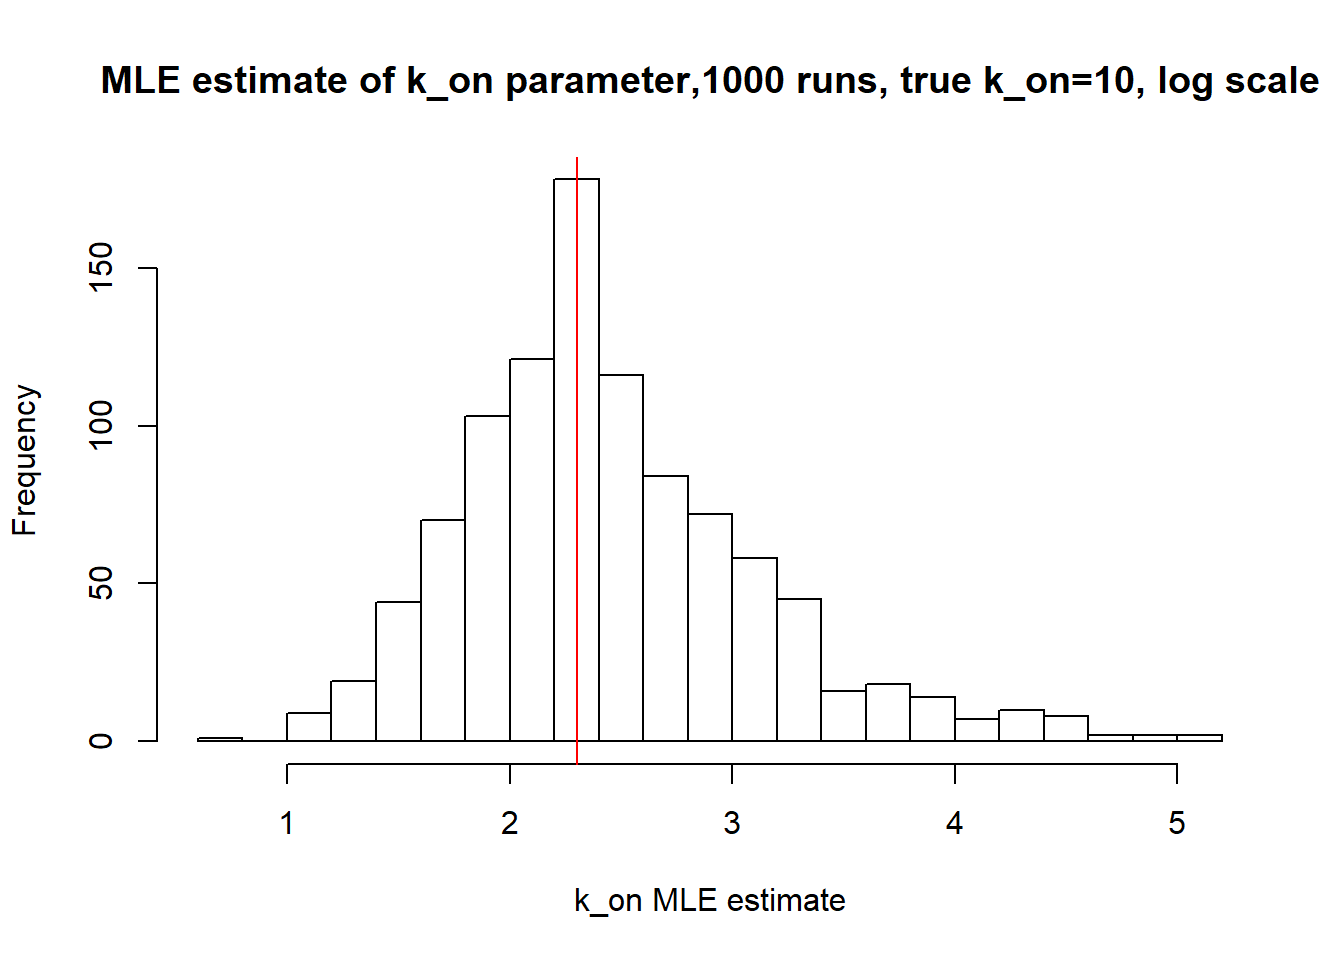 MLE estimate of k_on parameter,1000 runs, true k_on=10, log scale
Frequency
150
100
50
0
1 2 3 4 5
k_on MLE estimate